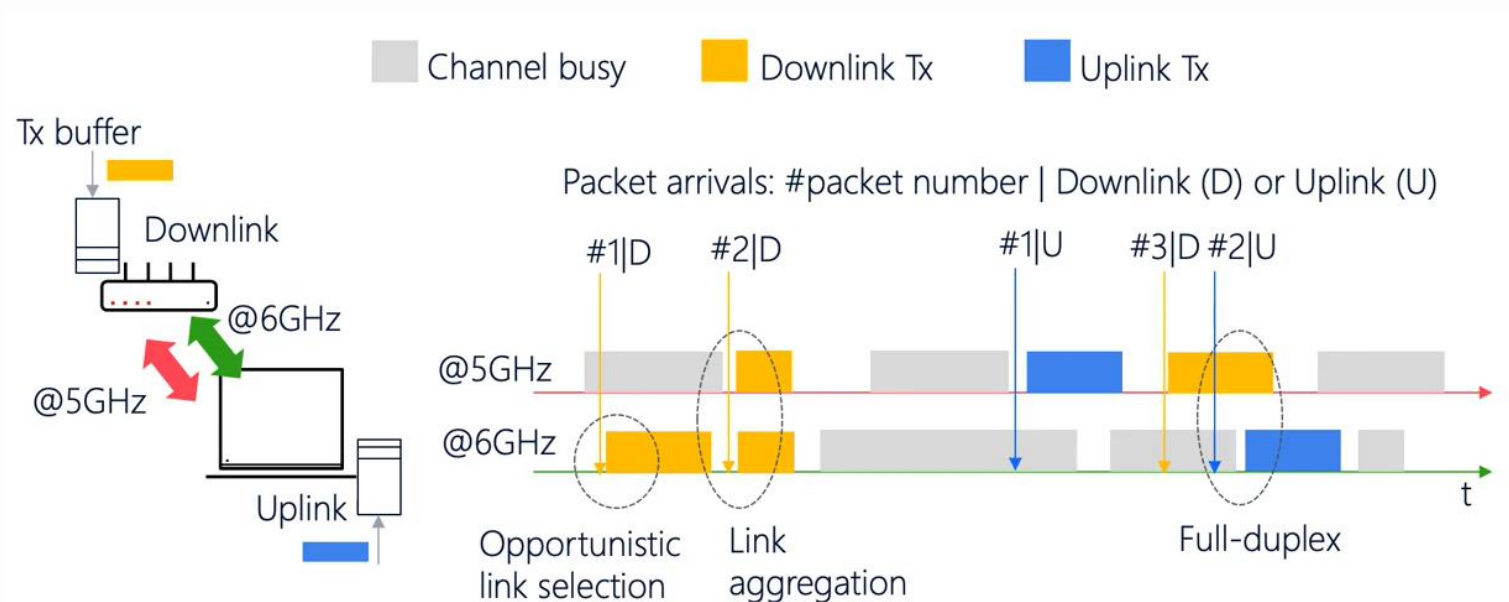 Channel busy
Downlink Tx
Uplink Tx
Tx buffer
Packet arrivals: #packet number | Downlink (D) or Uplink (U)
Downlink
#1|D
#2|D
#1|U
#3|D
#2|U
@6GHz
@5GHz
@5GHz
@6GHz
t
Uplink
Opportunistic
link selection
Link
aggregation
Full-duplex